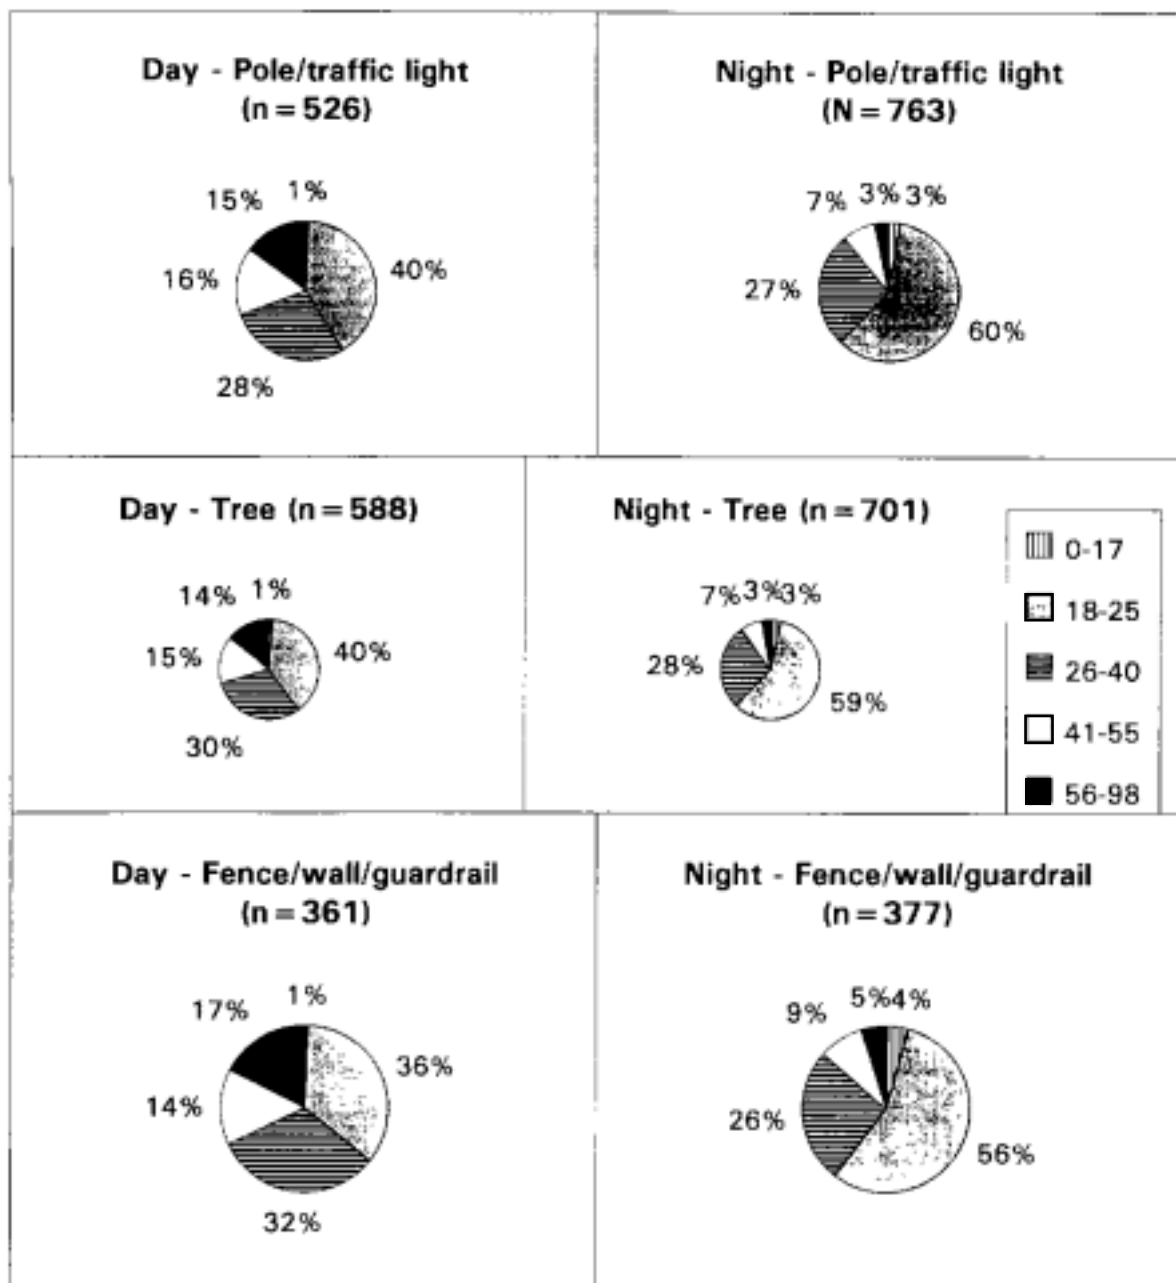 Day - Pole/traffic light
(n = 526)
15% 1%
40%
16%
28%
Night - Pole/traffic light
(N = 763)
7% 3% 3%
27%
60%
Day - Tree (n = 588)
14% 1%
15% 40%
30%
Night - Tree (n = 701)
7% 3% 3%
28%
59%
0-17
18-25
26-40
41-55
56-98
Day - Fence/wall/guardrail
(n = 361)
17% 1%
36%
14%
32%
Night - Fence/wall/guardrail
(n = 377)
9% 5% 4%
26%
56%